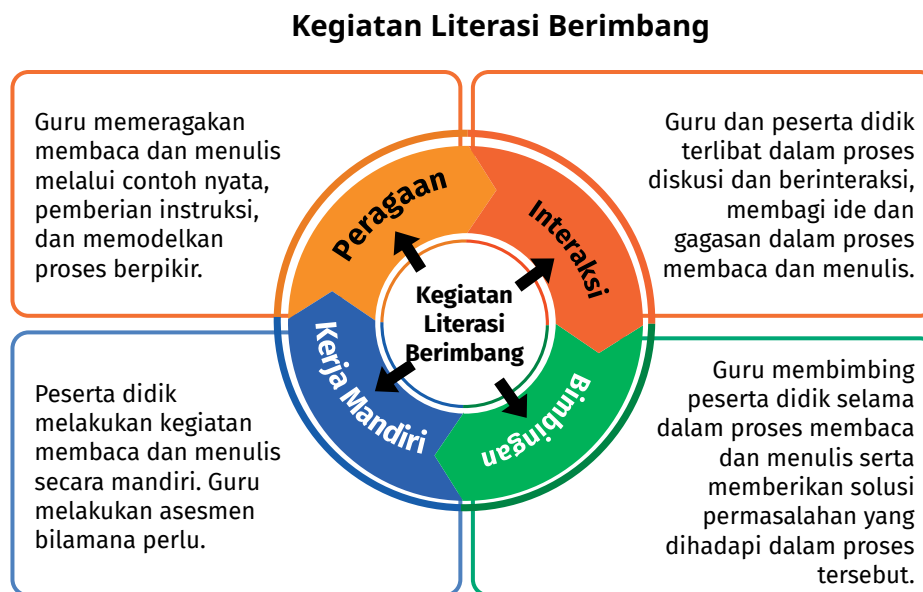 Kegiatan Literasi Berimbang
Guru memeragakan
membaca dan menulis
melalui contoh nyata,
pemberian instruksi,
dan memodelkan
proses berpikir.
Guru dan peserta didik
terlibat dalam proses
diskusi dan berinteraksi,
membagi ide dan
gagasan dalam proses
membaca dan menulis.
Peragaan
Interaksi
Kegiatan
Literasi
Berimbang
Kerja Mandiri
Bimbingan
Peserta didik
melakukan kegiatan
membaca dan menulis
secara mandiri. Guru
melakukan asesmen
bilamana perlu.
Guru membimbing
peserta didik selama
dalam proses membaca
dan menulis serta
memberikan solusi
permasalahan yang
dihadapi dalam proses
tersebut.